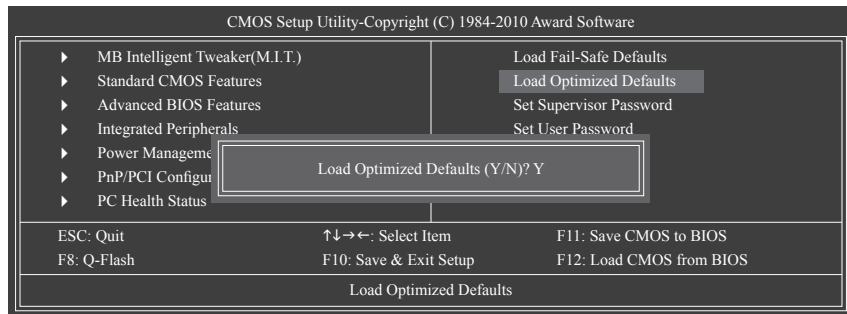 CMOS Setup Utility-Copyright (C) 1984-2010 Award Software
MB Intelligent Tweaker(M.I.T.)
Standard CMOS Features
Advanced BIOS Features
Integrated Peripherals
Power Manageme
PnP/PCI Configur
PC Health Status
Load Fail-Safe Defaults
Load Optimized Defaults
Set Supervisor Password
Set User Password
Load Optimized Defaults (Y/N)? Y
ESC: Quit ↑↓→←: Select Item F11: Save CMOS to BIOS
F8: Q-Flash F10: Save & Exit Setup F12: Load CMOS from BIOS
Load Optimized Defaults